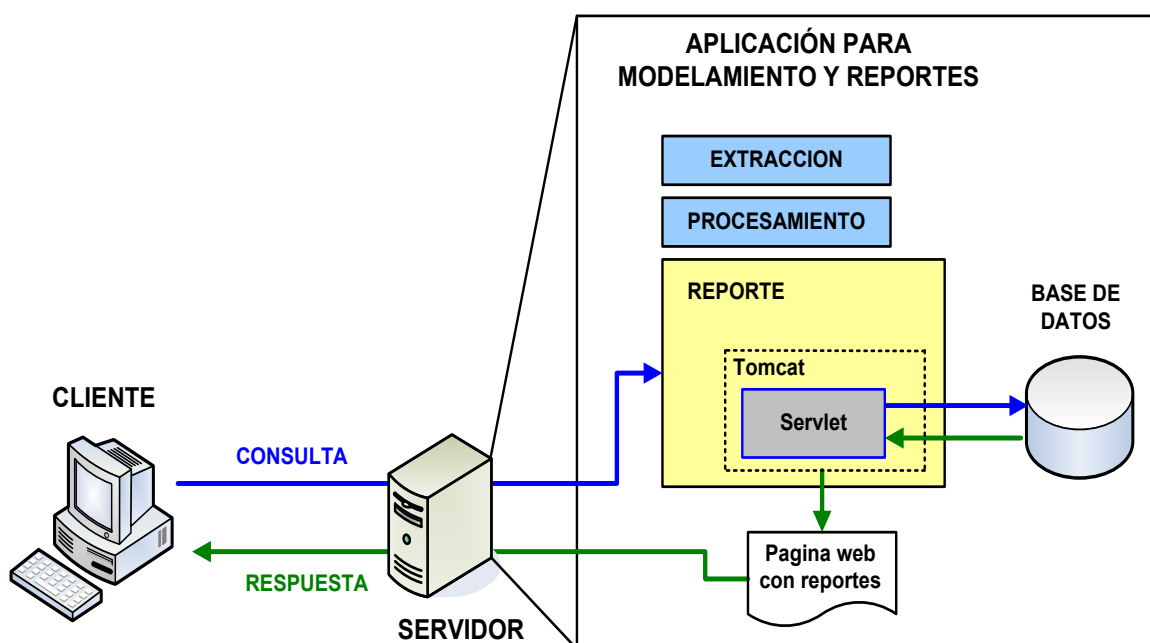 APLICACIÓN PARA
MODELAMIENTO Y REPORTES
EXTRACCION
PROCESAMIENTO
REPORTE
BASE DE
DATOS
Tomcat
Servlet
CLIENTE
CONSULTA
RESPUESTA
SERVIDOR
Pagina web
con reportes